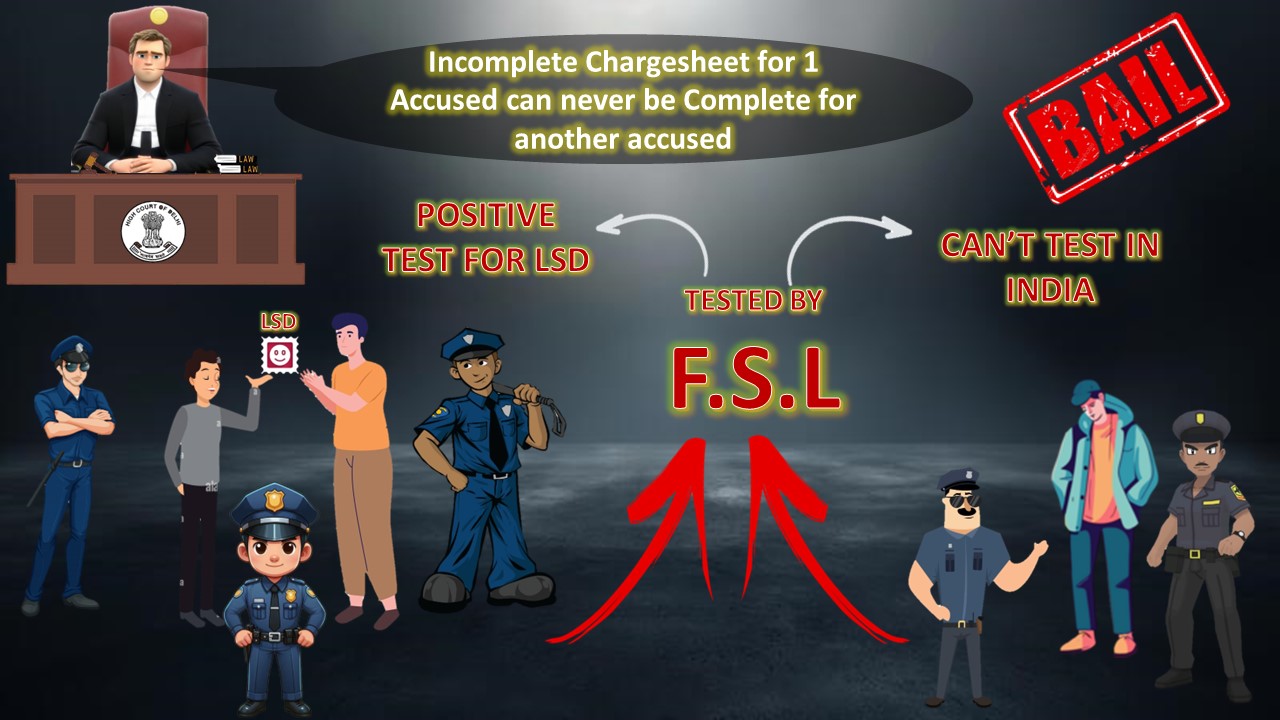 Incomplete Chargesheet for 1
Accused can never be Complete for
another accused
BAIL
LAW
LAW
HIGH COURT OF DELHI
POSITIVE
TEST FOR LSD
CAN'T TEST IN
INDIA
TESTED BY
F.S.L
LSD